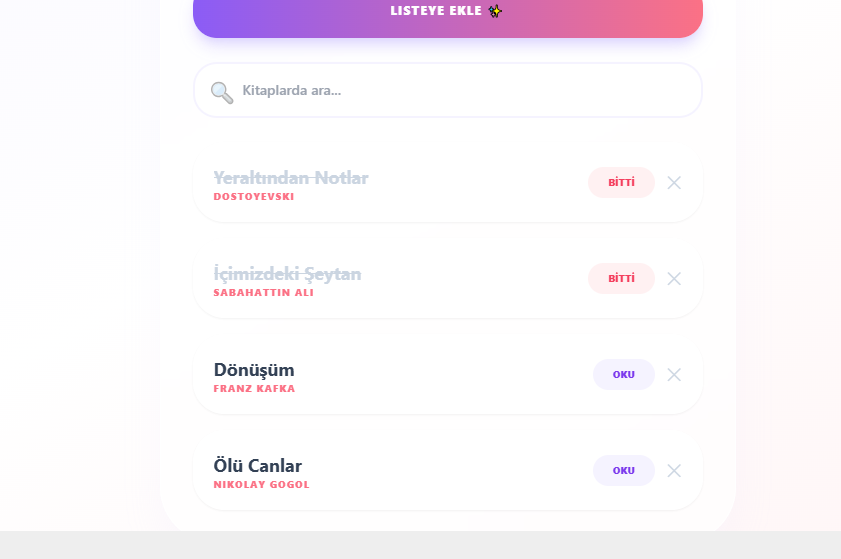 LISTEYE EKLE ✨
Kitaplarda ara...
Yeraltından Notlar
DOSTOYEVSKI
BİTTİ
İçimizdeki Şeytan
SABAHATTIN ALI
BİTTİ
Dönüşüm
FRANZ KAFKA
OKU
Ölü Canlar
NIKOLAY GOGOL
OKU